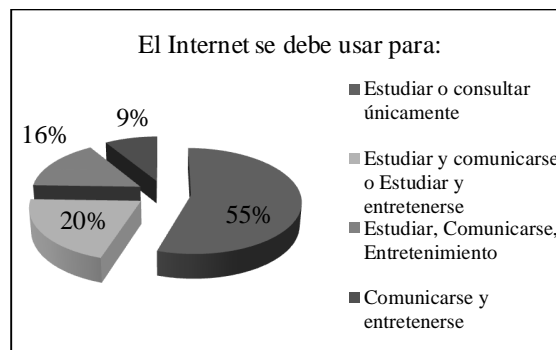 El Internet se debe usar para:
16%
9%
20%
55%
Estudiar o consultar
únicamente
Estudiar y comunicarse
o Estudiar y
entretenerse
Estudiar, Comunicarse,
Entretenimiento
Comunicarse y
entretenerse